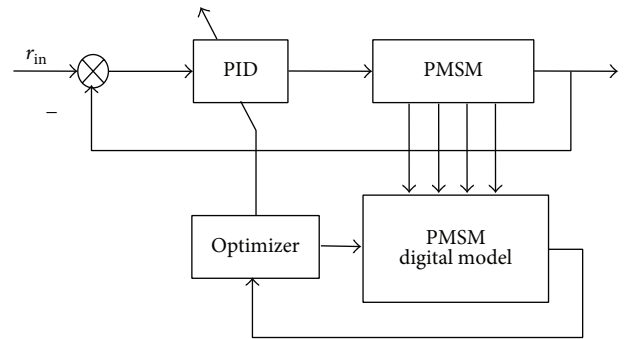 r_in
PID
PMSM
−
Optimizer
PMSM
digital model